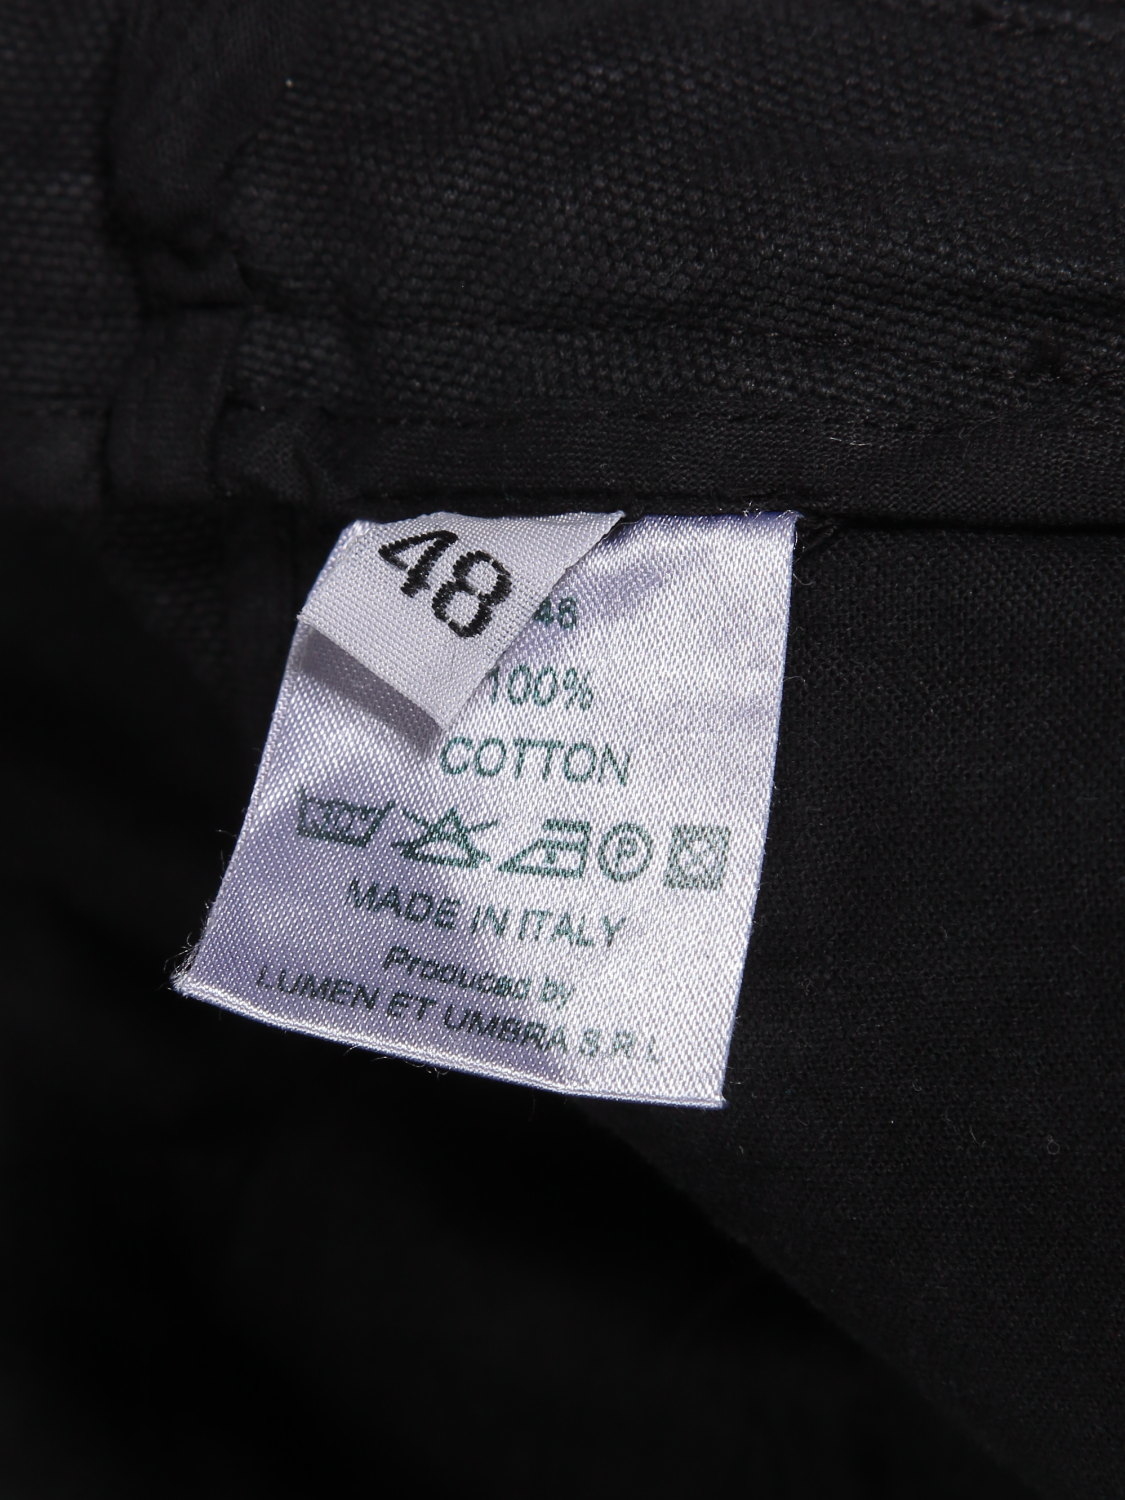 48
48
100%
COTTON
P
MADE IN ITALY
Produced by
LUMEN ET UMBRA S.R.L